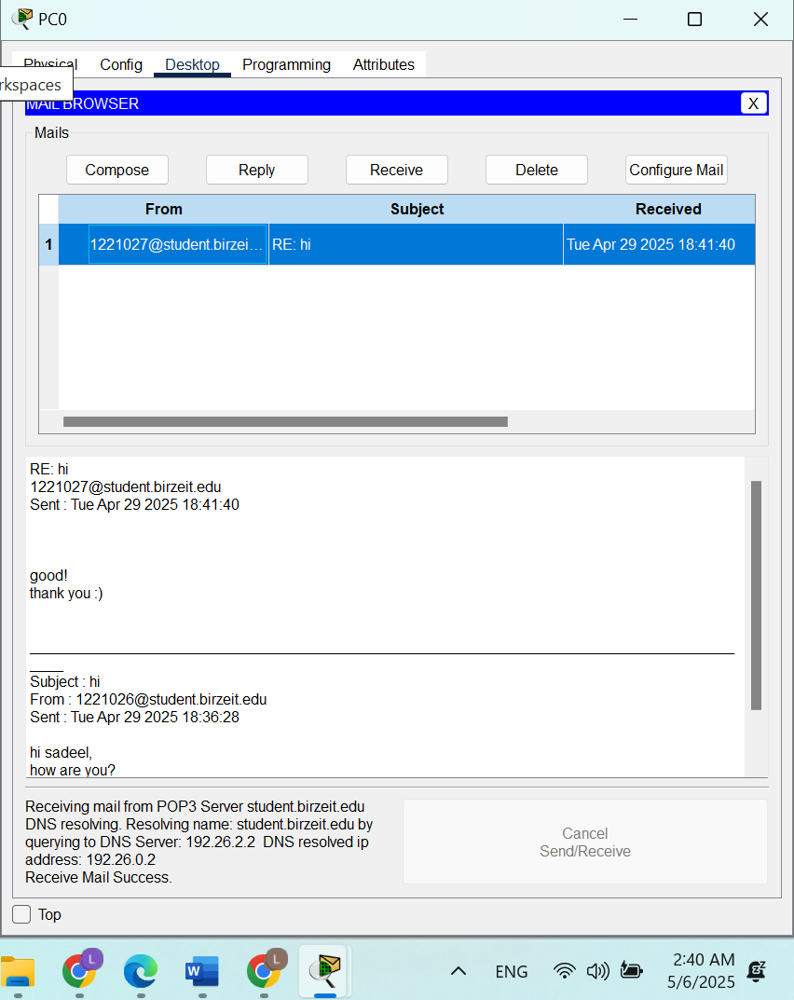 PC0
Physical Config Desktop Programming Attributes
rkspaces
MAIL BROWSER X
Mails
Compose Reply Receive Delete Configure Mail
From Subject Received
1 1221027@student.birzei... RE: hi Tue Apr 29 2025 18:41:40
RE: hi
1221027@student.birzeit.edu
Sent : Tue Apr 29 2025 18:41:40
good!
thank you :)
Subject : hi
From : 1221026@student.birzeit.edu
Sent : Tue Apr 29 2025 18:36:28
hi sadeel,
how are you?
Receiving mail from POP3 Server student.birzeit.edu
DNS resolving. Resolving name: student.birzeit.edu by
querying to DNS Server: 192.26.2.2 DNS resolved ip
address: 192.26.0.2
Receive Mail Success.
Cancel
Send/Receive
Top
L W L ENG 2:40 AM
5/6/2025